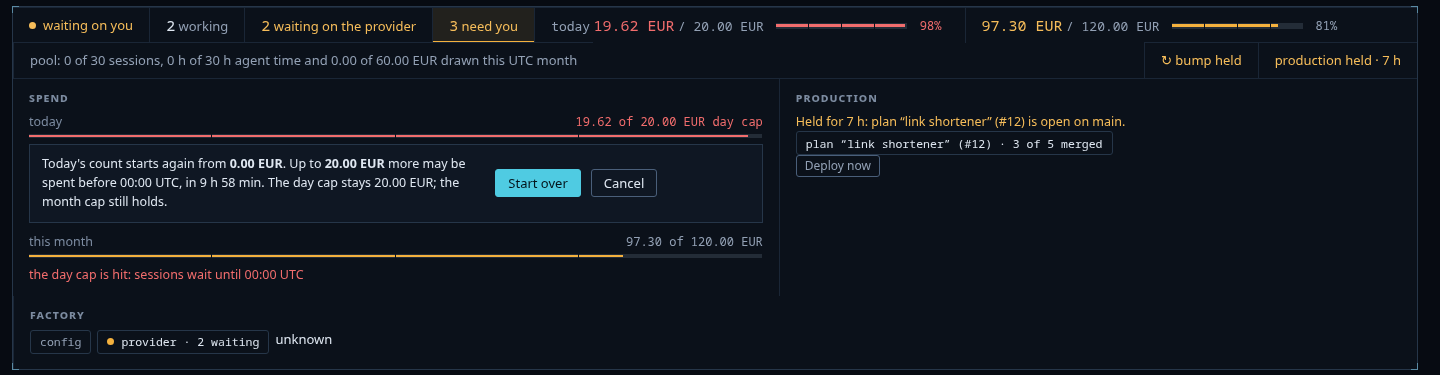 waiting on you 2 working 2 waiting on the provider 3 need you today 19.62 EUR / 20.00 EUR 98% 97.30 EUR / 120.00 EUR 81%
pool: 0 of 30 sessions, 0 h of 30 h agent time and 0.00 of 60.00 EUR drawn this UTC month ↻ bump held production held · 7 h
SPEND
today 19.62 of 20.00 EUR day cap
Today's count starts again from 0.00 EUR. Up to 20.00 EUR more may be
spent before 00:00 UTC, in 9 h 58 min. The day cap stays 20.00 EUR; the
month cap still holds.
Start over Cancel
this month 97.30 of 120.00 EUR
the day cap is hit: sessions wait until 00:00 UTC
PRODUCTION
Held for 7 h: plan “link shortener” (#12) is open on main.
plan “link shortener” (#12) · 3 of 5 merged
Deploy now
FACTORY
config provider · 2 waiting unknown